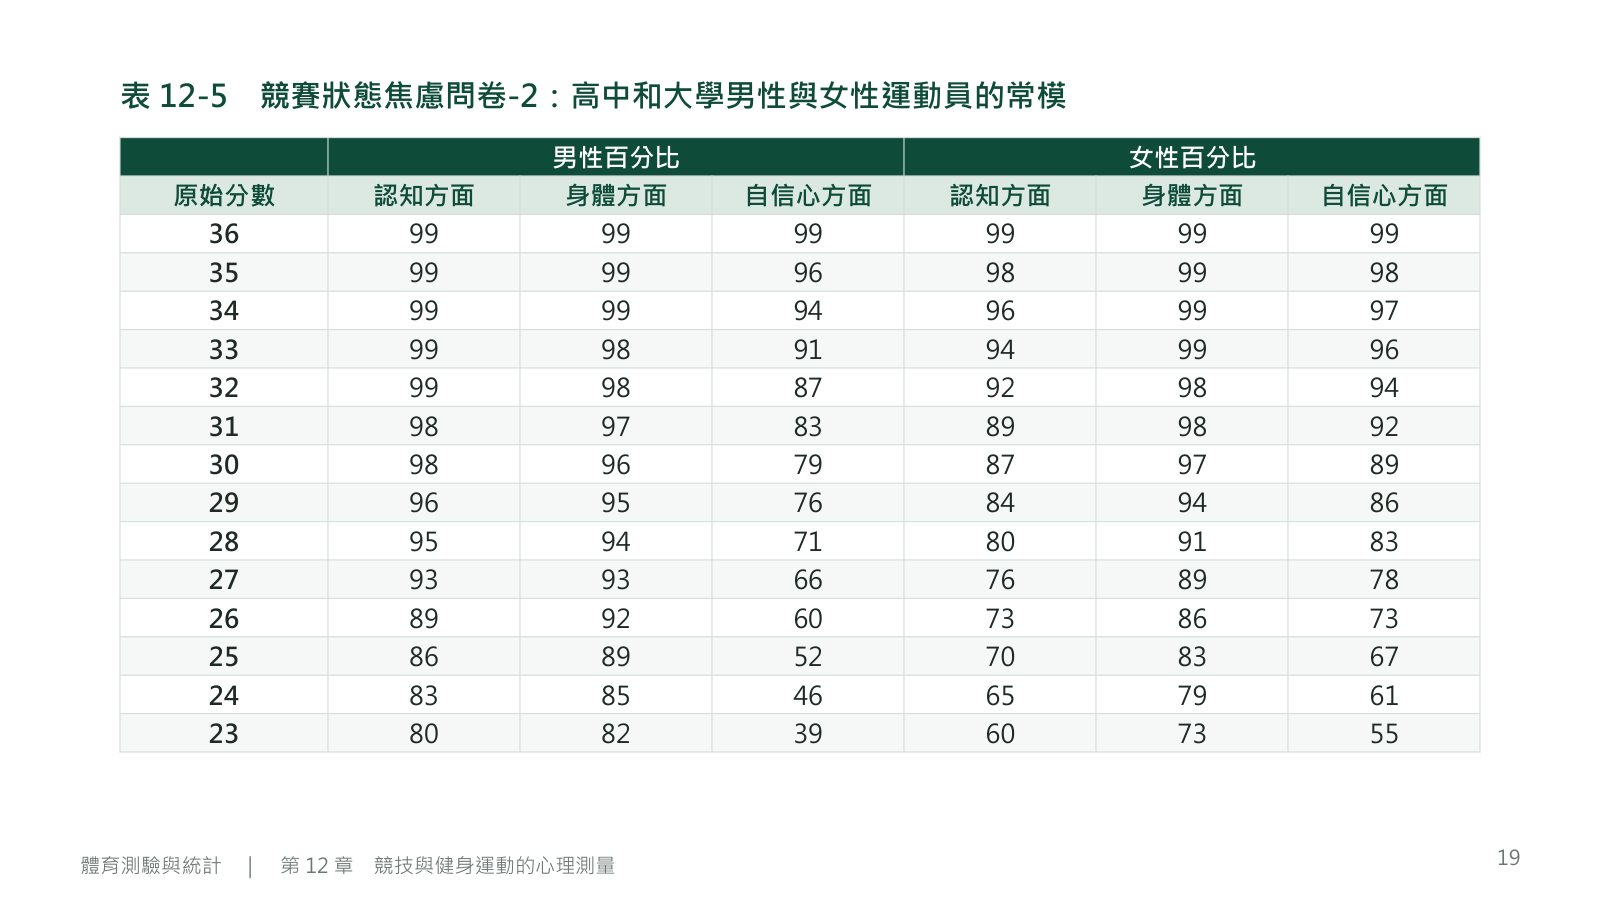 表 12-5　競賽狀態焦慮問卷-2：高中和大學男性與女性運動員的常模
男性百分比 女性百分比
原始分數 認知方面 身體方面 自信心方面 認知方面 身體方面 自信心方面
36 99 99 99 99 99 99
35 99 99 96 98 99 98
34 99 99 94 96 99 97
33 99 98 91 94 99 96
32 99 98 87 92 98 94
31 98 97 83 89 98 92
30 98 96 79 87 97 89
29 96 95 76 84 94 86
28 95 94 71 80 91 83
27 93 93 66 76 89 78
26 89 92 60 73 86 73
25 86 89 52 70 83 67
24 83 85 46 65 79 61
23 80 82 39 60 73 55
體育測驗與統計　|　第 12 章　競技與健身運動的心理測量
19